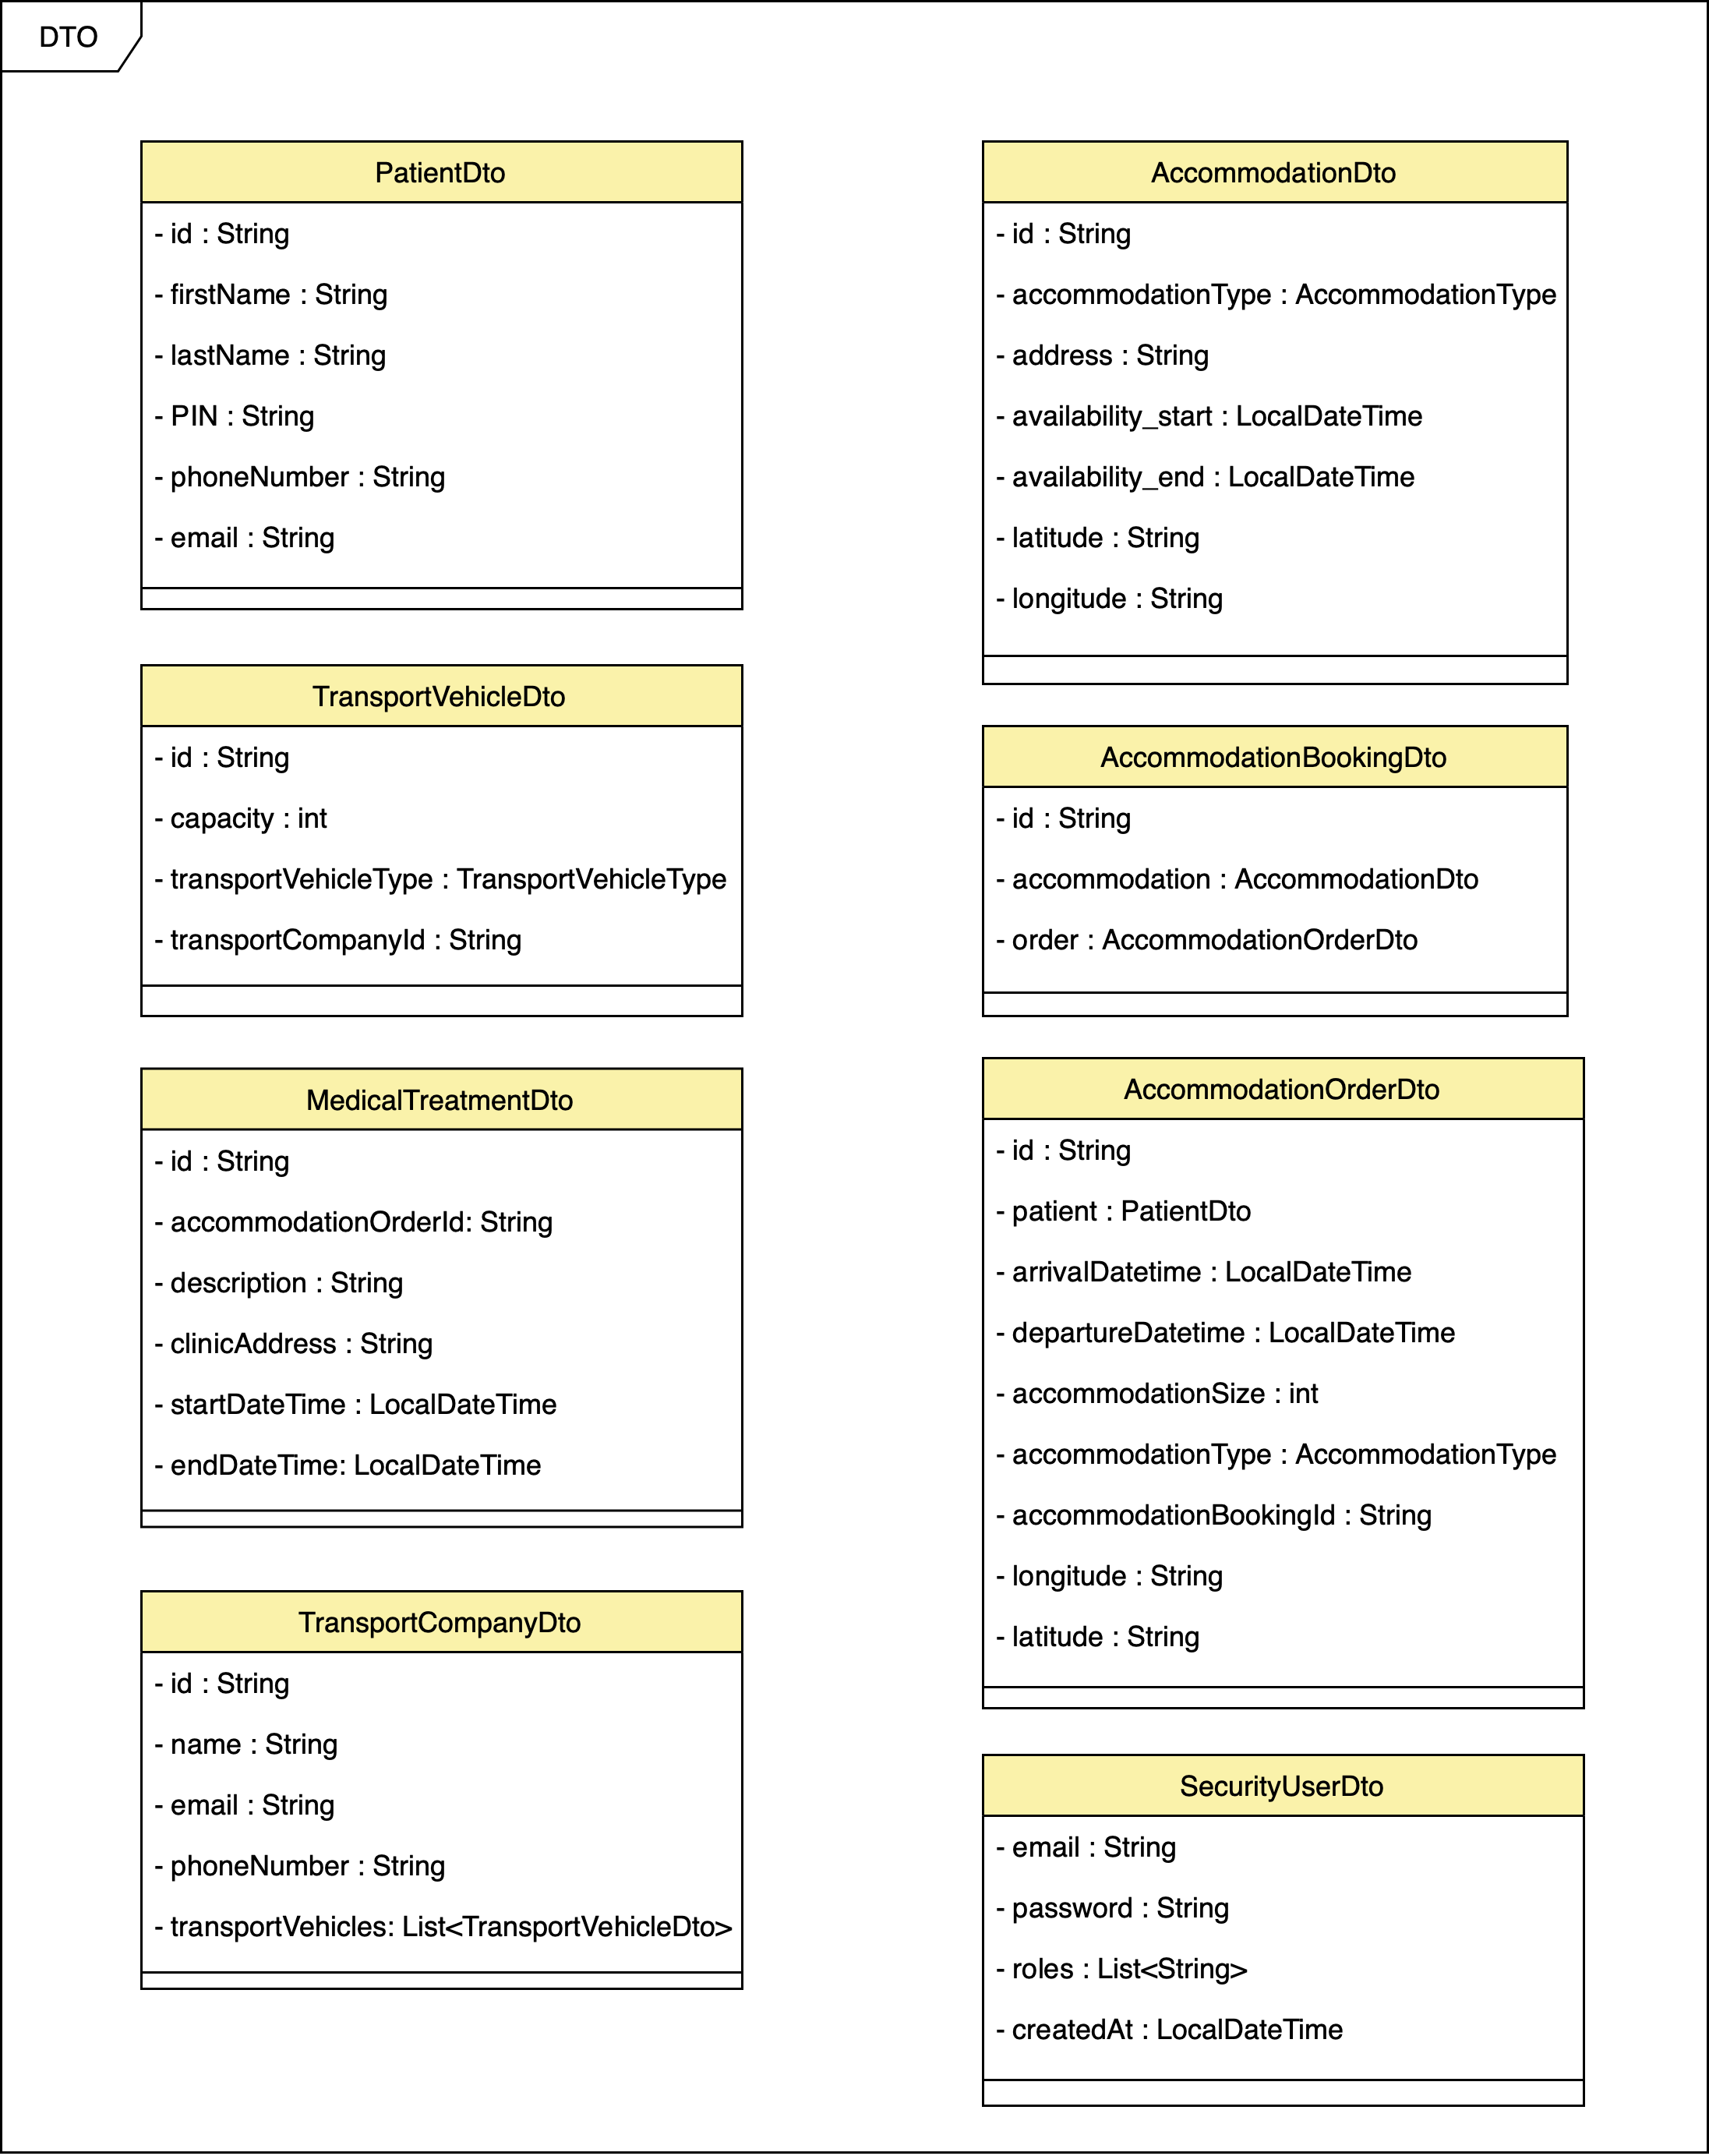 DTO
PatientDto
- id : String
- firstName : String
- lastName : String
- PIN : String
- phoneNumber : String
- email : String
TransportVehicleDto
- id : String
- capacity : int
- transportVehicleType : TransportVehicleType
- transportCompanyId : String
MedicalTreatmentDto
- id : String
- accommodationOrderId: String
- description : String
- clinicAddress : String
- startDateTime : LocalDateTime
- endDateTime: LocalDateTime
TransportCompanyDto
- id : String
- name : String
- email : String
- phoneNumber : String
- transportVehicles: List<TransportVehicleDto>
AccommodationDto
- id : String
- accommodationType : AccommodationType
- address : String
- availability_start : LocalDateTime
- availability_end : LocalDateTime
- latitude : String
- longitude : String
AccommodationBookingDto
- id : String
- accommodation : AccommodationDto
- order : AccommodationOrderDto
AccommodationOrderDto
- id : String
- patient : PatientDto
- arrivalDatetime : LocalDateTime
- departureDatetime : LocalDateTime
- accommodationSize : int
- accommodationType : AccommodationType
- accommodationBookingId : String
- longitude : String
- latitude : String
SecurityUserDto
- email : String
- password : String
- roles : List<String>
- createdAt : LocalDateTime